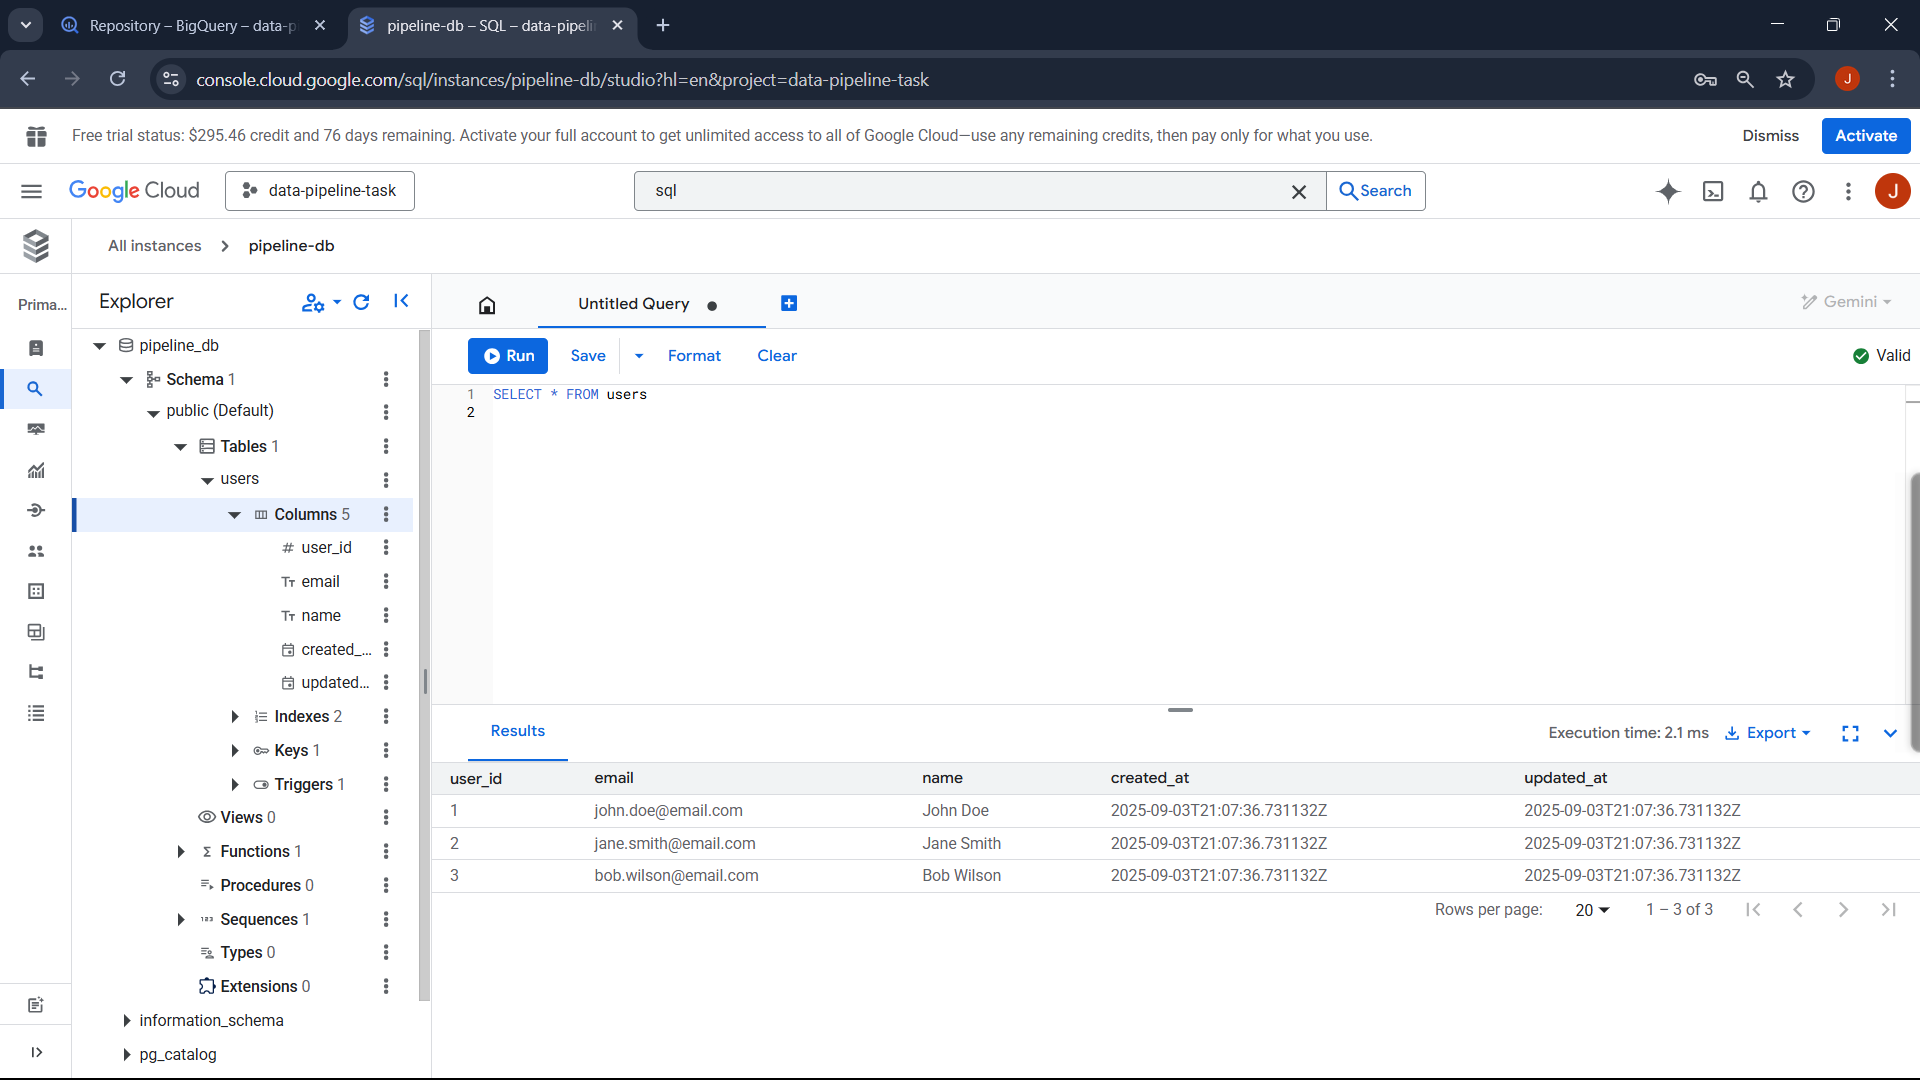 Repository – BigQuery – data-p
pipeline-db – SQL – data-pipeli
console.cloud.google.com/sql/instances/pipeline-db/studio?hl=en&project=data-pipeline-task
J
Free trial status: $295.46 credit and 76 days remaining. Activate your full account to get unlimited access to all of Google Cloud—use any remaining credits, then pay only for what you use.
Dismiss
Activate
Google Cloud
data-pipeline-task
sql
Search
J
All instances
pipeline-db
Prima...
Explorer
Untitled Query
Gemini
pipeline_db
Schema 1
public (Default)
Tables 1
users
Columns 5
user_id
email
name
created_...
updated...
Indexes 2
Keys 1
Triggers 1
Views 0
Functions 1
Procedures 0
Sequences 1
Types 0
Extensions 0
information_schema
pg_catalog
Run
Save
Format
Clear
Valid
1 SELECT * FROM users
2
Results
Execution time: 2.1 ms
Export
user_id email name created_at updated_at
1 john.doe@email.com John Doe 2025-09-03T21:07:36.731132Z 2025-09-03T21:07:36.731132Z
2 jane.smith@email.com Jane Smith 2025-09-03T21:07:36.731132Z 2025-09-03T21:07:36.731132Z
3 bob.wilson@email.com Bob Wilson 2025-09-03T21:07:36.731132Z 2025-09-03T21:07:36.731132Z
Rows per page: 20 1 – 3 of 3